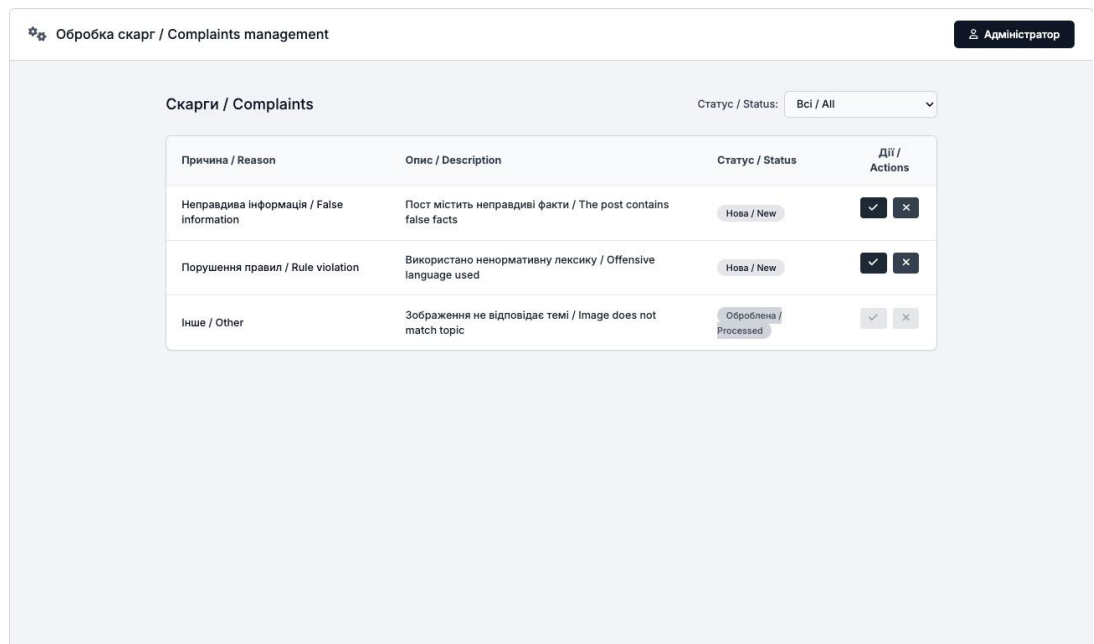 Обробка скарг / Complaints management
Адміністратор
Скарги / Complaints
Статус / Status:
Всі / All
Причина / Reason
Опис / Description
Статус / Status
Дії /
Actions
Неправдива інформація / False
information
Пост містить неправдиві факти / The post contains
false facts
Нова / New
Порушення правил / Rule violation
Використано ненормативну лексику / Offensive
language used
Нова / New
Інше / Other
Зображення не відповідає темі / Image does not
match topic
Оброблена /
Processed